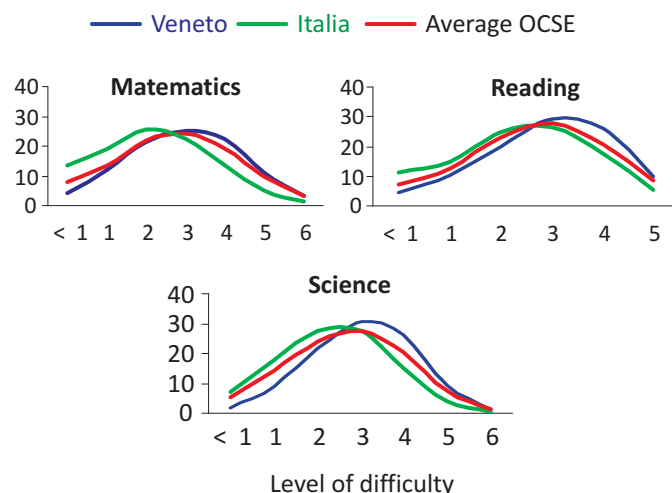 Veneto Italia Average OCSE
Matematics
40
30
20
10
0
< 1 1 2 3 4 5 6
Reading
40
30
20
10
0
< 1 1 2 3 4 5
Science
40
30
20
10
0
< 1 1 2 3 4 5 6
Level of difficulty